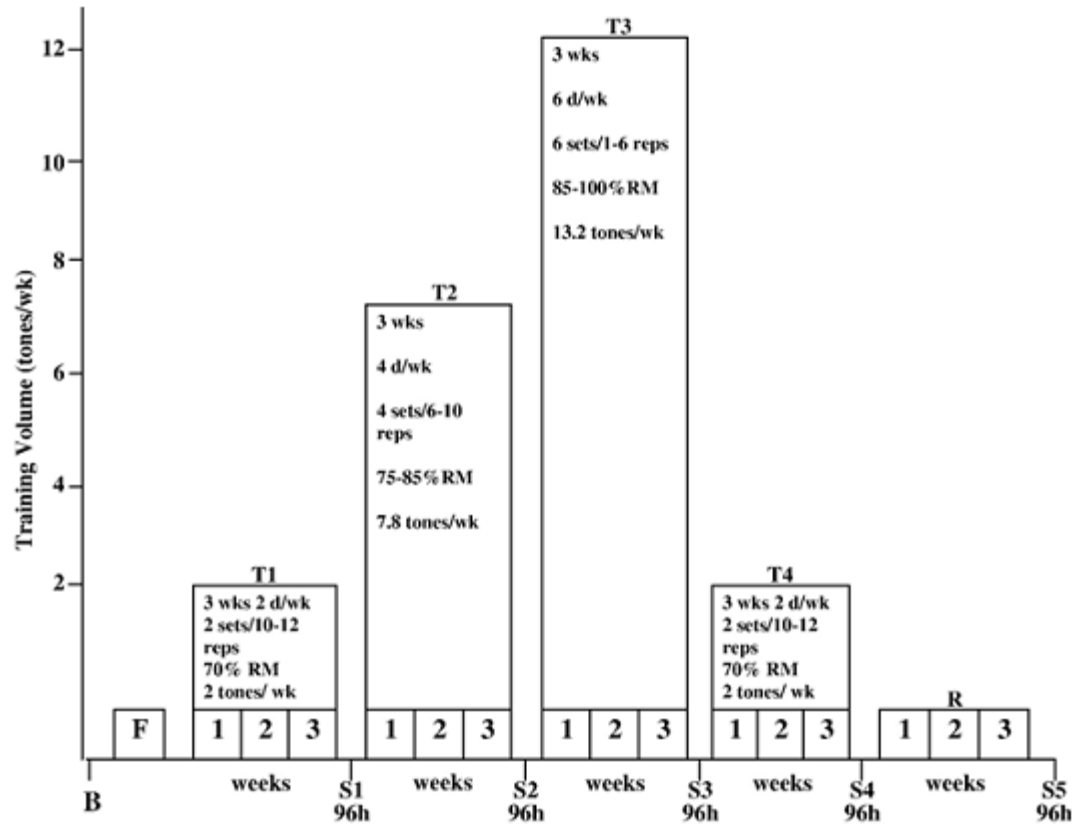 Training Volume (tones/wk)
12
10
8
6
4
2
F
T1
3 wks 2 d/wk
2 sets/10-12
reps
70% RM
2 tones/ wk
1 2 3
T2
3 wks
4 d/wk
4 sets/6-10
reps
75-85%RM
7.8 tones/wk
1 2 3
T3
3 wks
6 d/wk
6 sets/1-6 reps
85-100%RM
13.2 tones/wk
1 2 3
T4
3 wks 2 d/wk
2 sets/10-12
reps
70% RM
2 tones/ wk
1 2 3
R
1 2 3
B
weeks
S1
96h
weeks
S2
96h
weeks
S3
96h
weeks
S4
96h
weeks
S5
96h